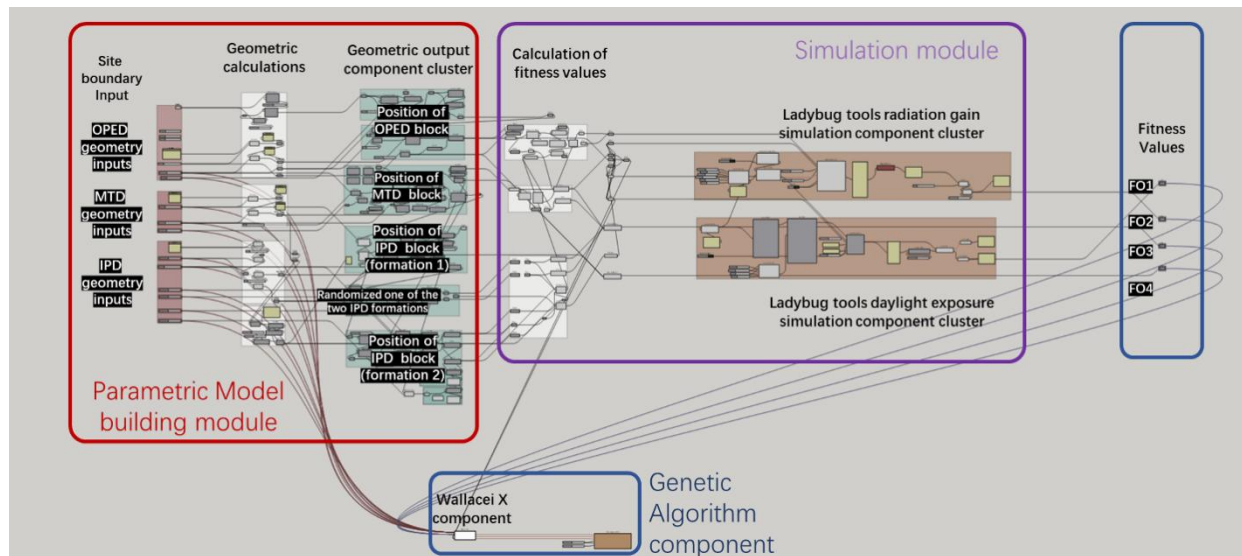 Site
boundary
Input
OPED
geometry
inputs
MTD
geometry
inputs
IPD
geometry
inputs
Geometric
calculations
Geometric output
component cluster
Position of
OPED block
Position of
MTD block
Position of
IPD block
(formation 1)
Randomized one of the
two IPD formations
Position of
IPD block
(formation 2)
Parametric Model
building module
Calculation of
fitness values
Simulation module
Ladybug tools radiation gain
simulation component cluster
Ladybug tools daylight exposure
simulation component cluster
Fitness
Values
FO1
FO2
FO3
FO4
Wallacei X
component
Genetic
Algorithm
component